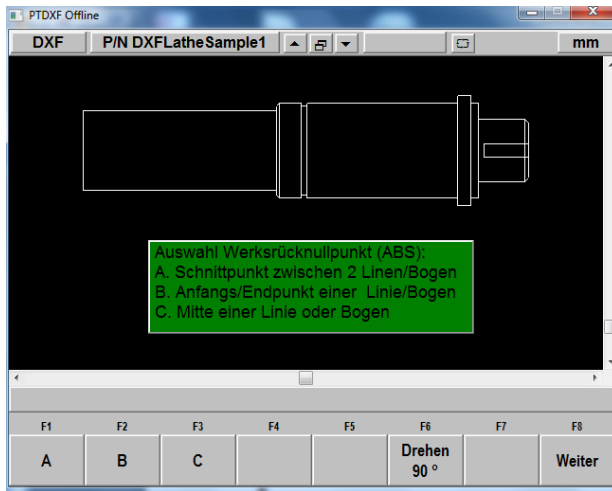 PTDXF Offline
DXF P/N DXFLatheSample1 mm
Auswahl Werksrücknullpunkt (ABS):
A. Schnittpunkt zwischen 2 Linen/Bogen
B. Anfangs/Endpunkt einer Linie/Bogen
C. Mitte einer Linie oder Bogen
F1 F2 F3 F4 F5 F6 F7 F8
A B C Drehen Weiter
90 °